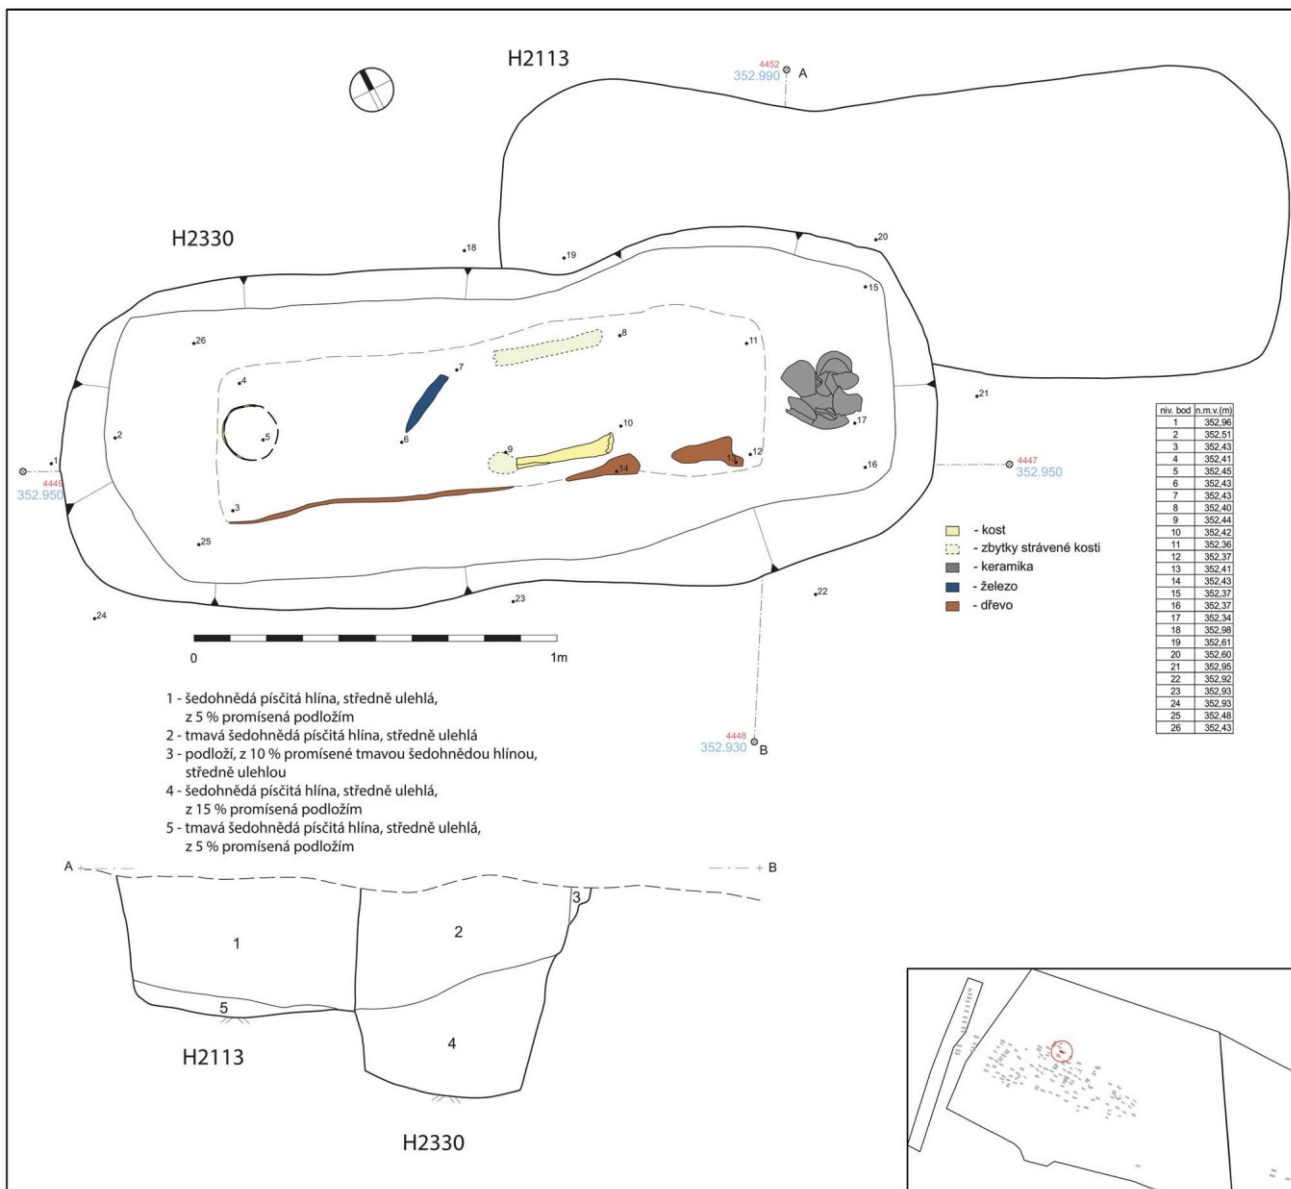 H2113
4452
352.990
A
H2330
18
19
20
15
26
8
11
7
4
21
10
17
5
2
6
9
12
1
13
16
14
4449
352.950
4447
352.950
3
25
- kost
- zbytky strávené kosti
- keramika
- železo
- dřevo
23
22
24
0
1m
niv. bod n.m.v.(m)
1 352,96
2 352,51
3 352,43
4 352,41
5 352,45
6 352,43
7 352,43
8 352,40
9 352,44
10 352,42
11 352,36
12 352,37
13 352,41
14 352,43
15 352,37
16 352,37
17 352,34
18 352,98
19 352,61
20 352,60
21 352,95
22 352,92
23 352,93
24 352,93
25 352,48
26 352,43
1 - šedohnědá písčitá hlína, středně ulehlá,
z 5 % promísená podložím
2 - tmavá šedohnědá písčitá hlína, středně ulehlá
3 - podloží, z 10 % promísené tmavou šedohnědou hlínou,
středně ulehlou
4 - šedohnědá písčitá hlína, středně ulehlá,
z 15 % promísená podložím
5 - tmavá šedohnědá písčitá hlína, středně ulehlá,
z 5 % promísená podložím
4448
352.930
B
A
B
3
1
2
5
4
H2113
H2330